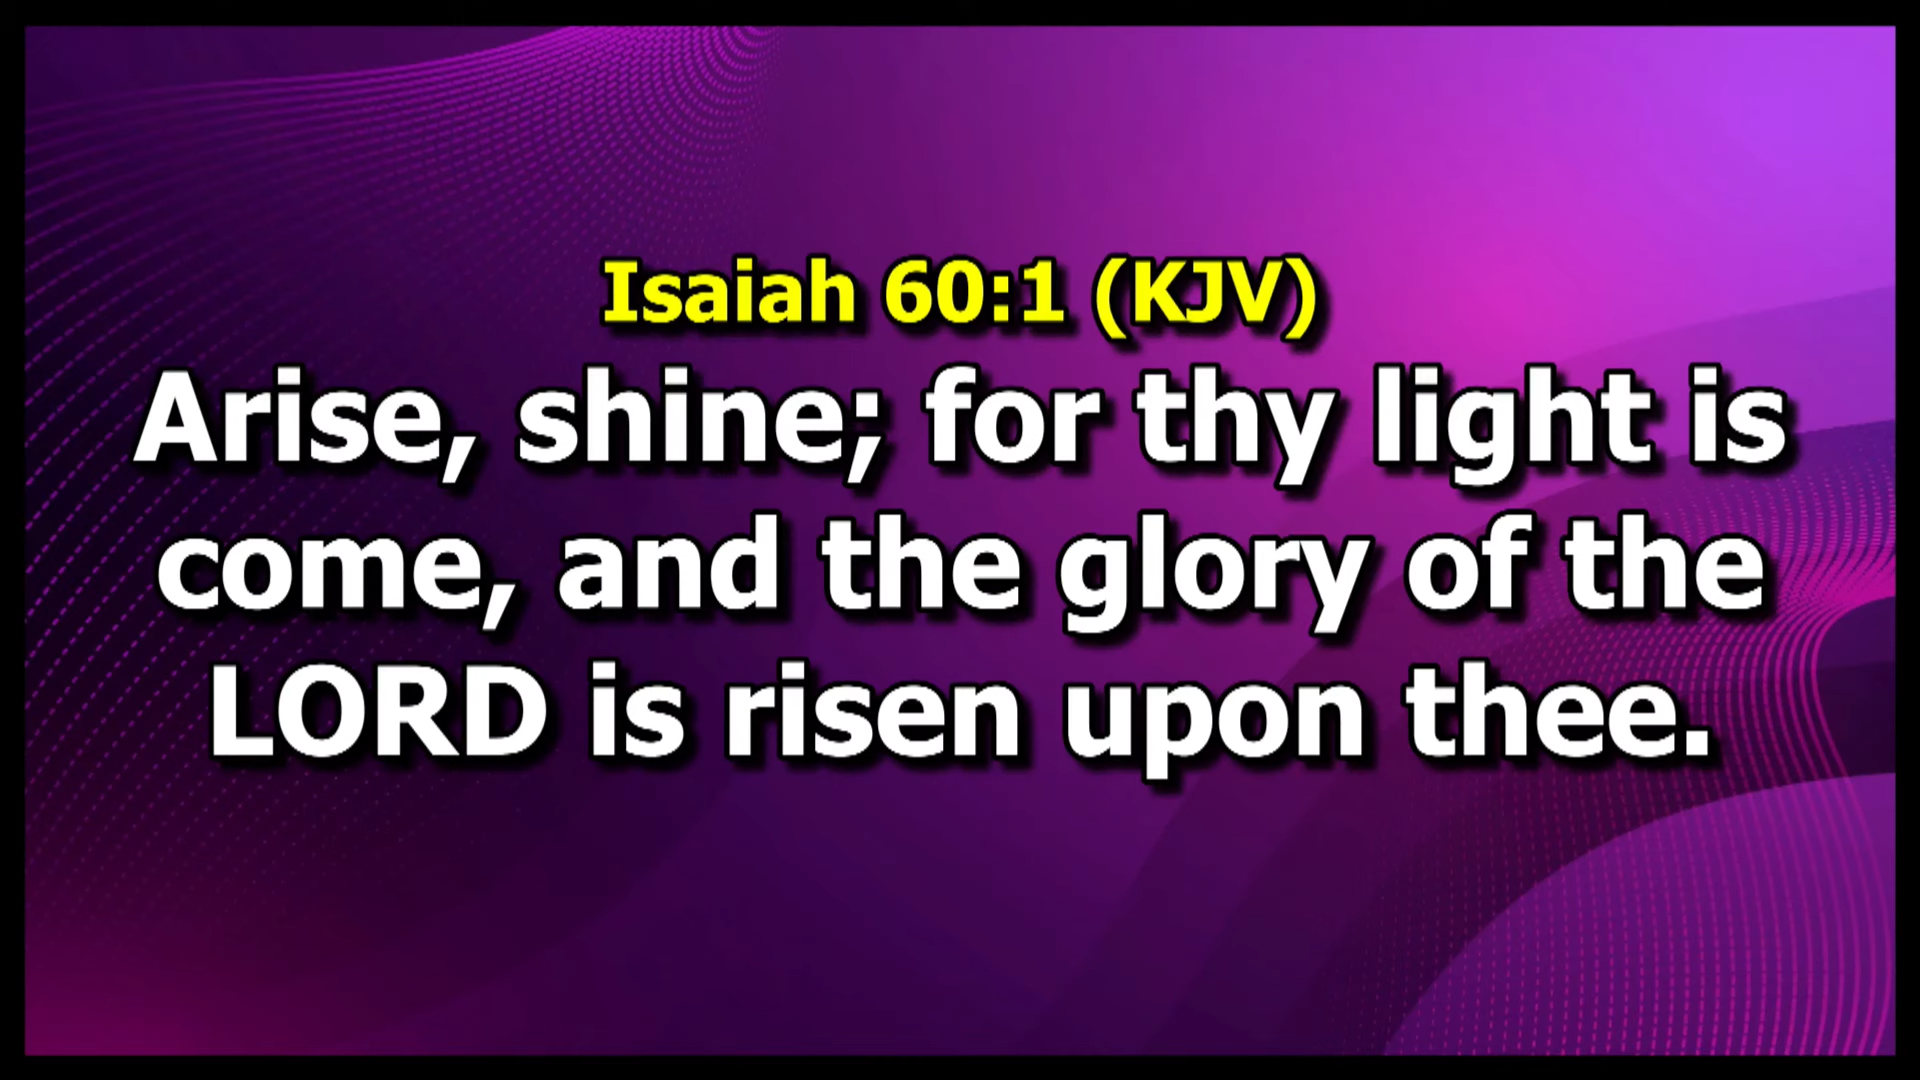 Isaiah 60:1 (KJV)
Arise, shine; for thy light is
come, and the glory of the
LORD is risen upon thee.